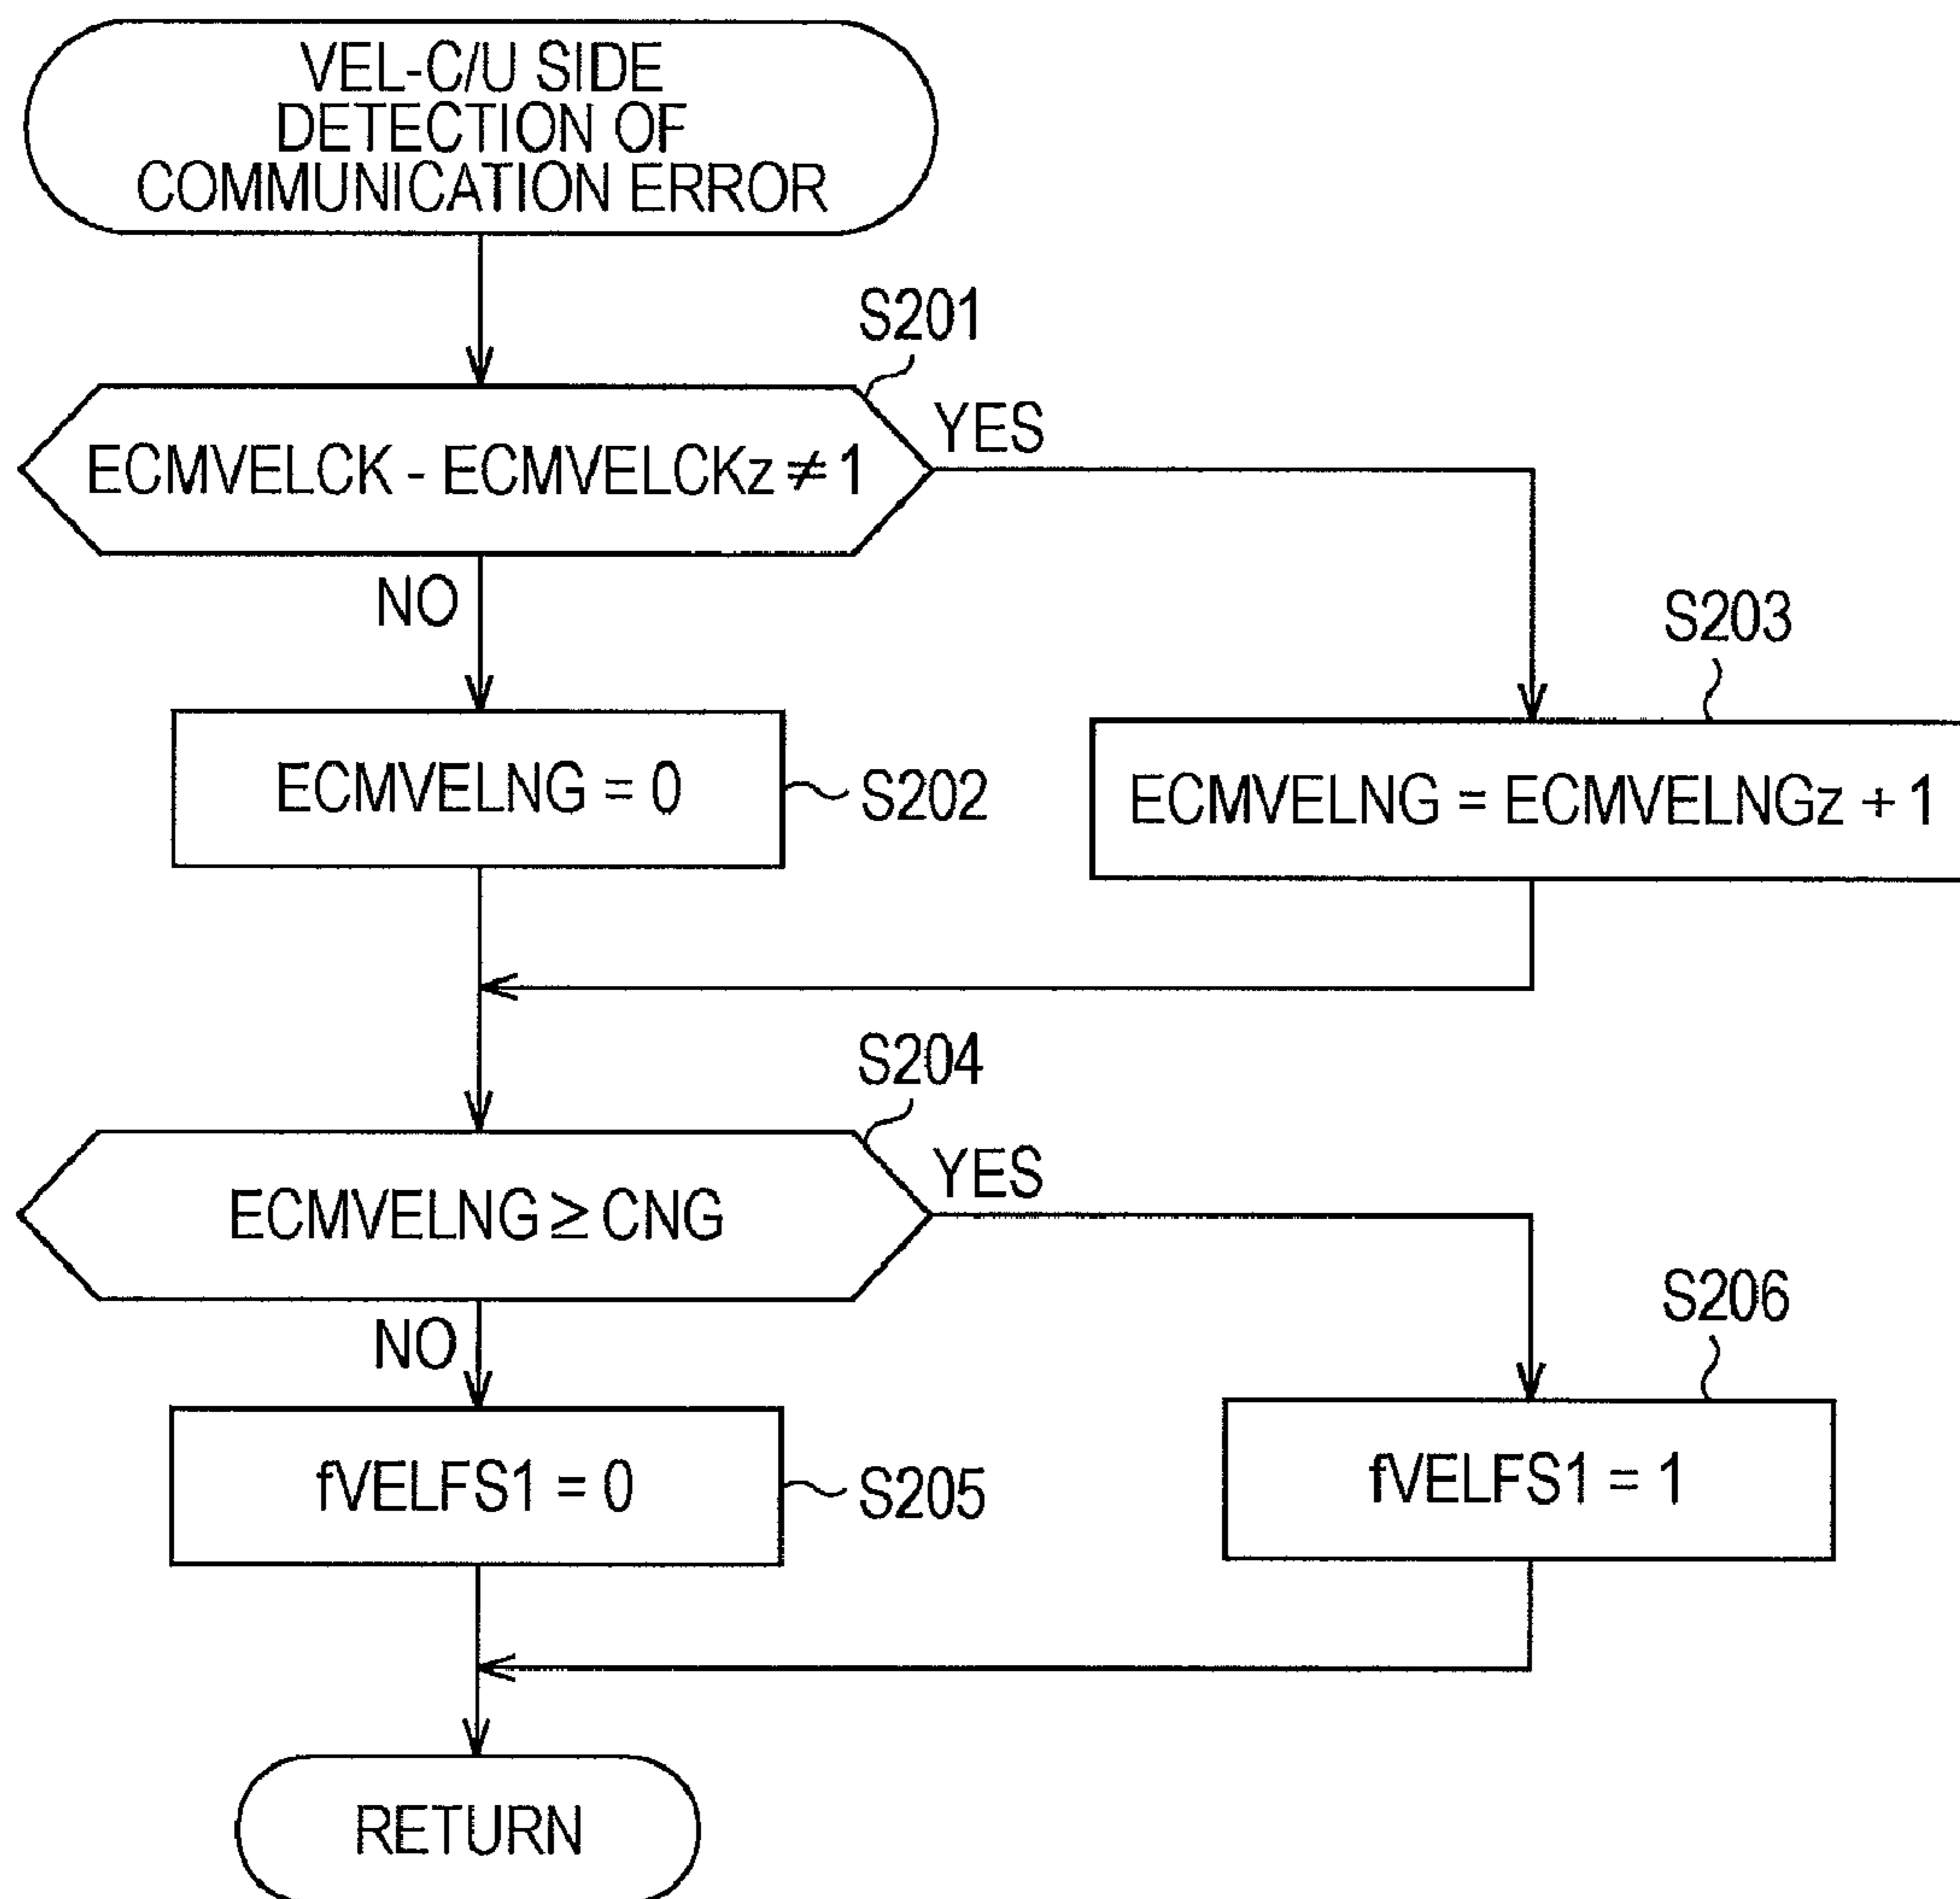 VEL-C/U SIDE
DETECTION OF
COMMUNICATION ERROR
S201
ECMVELCK - ECMVELCKz ≠ 1
YES
NO
S203
ECMVELNG = 0
S202
ECMVELNG = ECMVELNGz + 1
S204
ECMVELNG ≥ CNG
YES
NO
S206
fVELFS1 = 0
S205
fVELFS1 = 1
RETURN